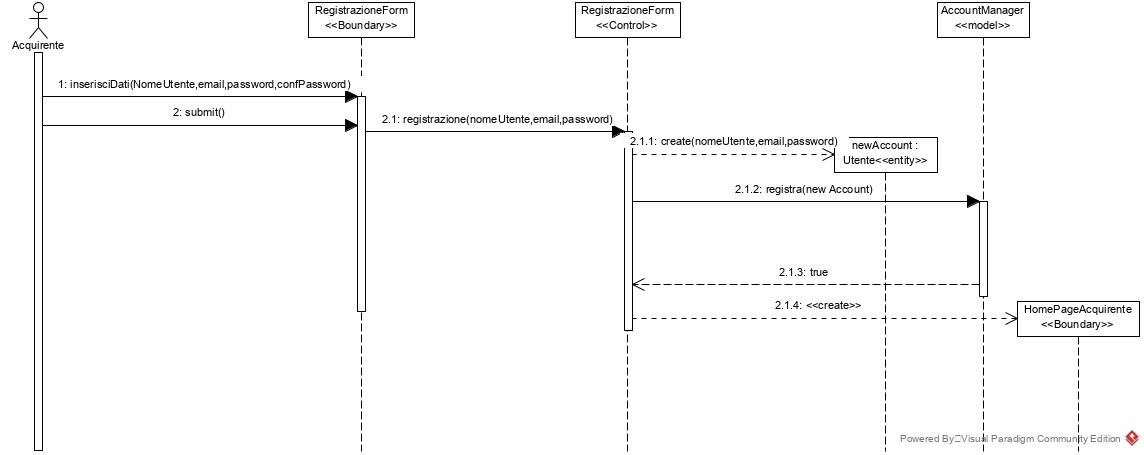 RegistrazioneForm
<<Boundary>>
RegistrazioneForm
<<Control>>
AccountManager
<<model>>
Acquirente
1: inserisciDati(NomeUtente,email,password,confPassword)
2: submit()
2.1: registrazione(nomeUtente,email,password)
2.1.1: create(nomeUtente,email,password)
newAccount :
Utente<<entity>>
2.1.2: registra(new Account)
2.1.3: true
2.1.4: <<create>>
HomePageAcquirente
<<Boundary>>
Powered By Visual Paradigm Community Edition